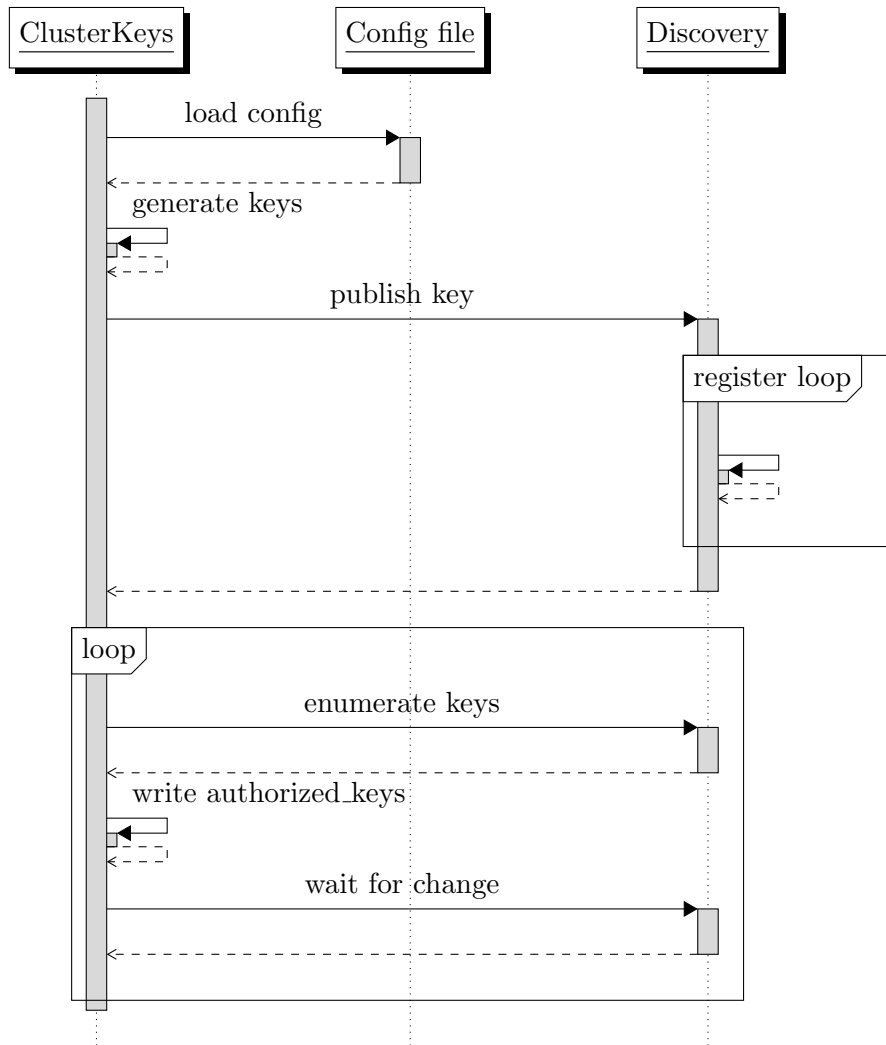 ClusterKeys
Config file
Discovery
load config
generate keys
publish key
register loop
loop
enumerate keys
write authorized_keys
wait for change